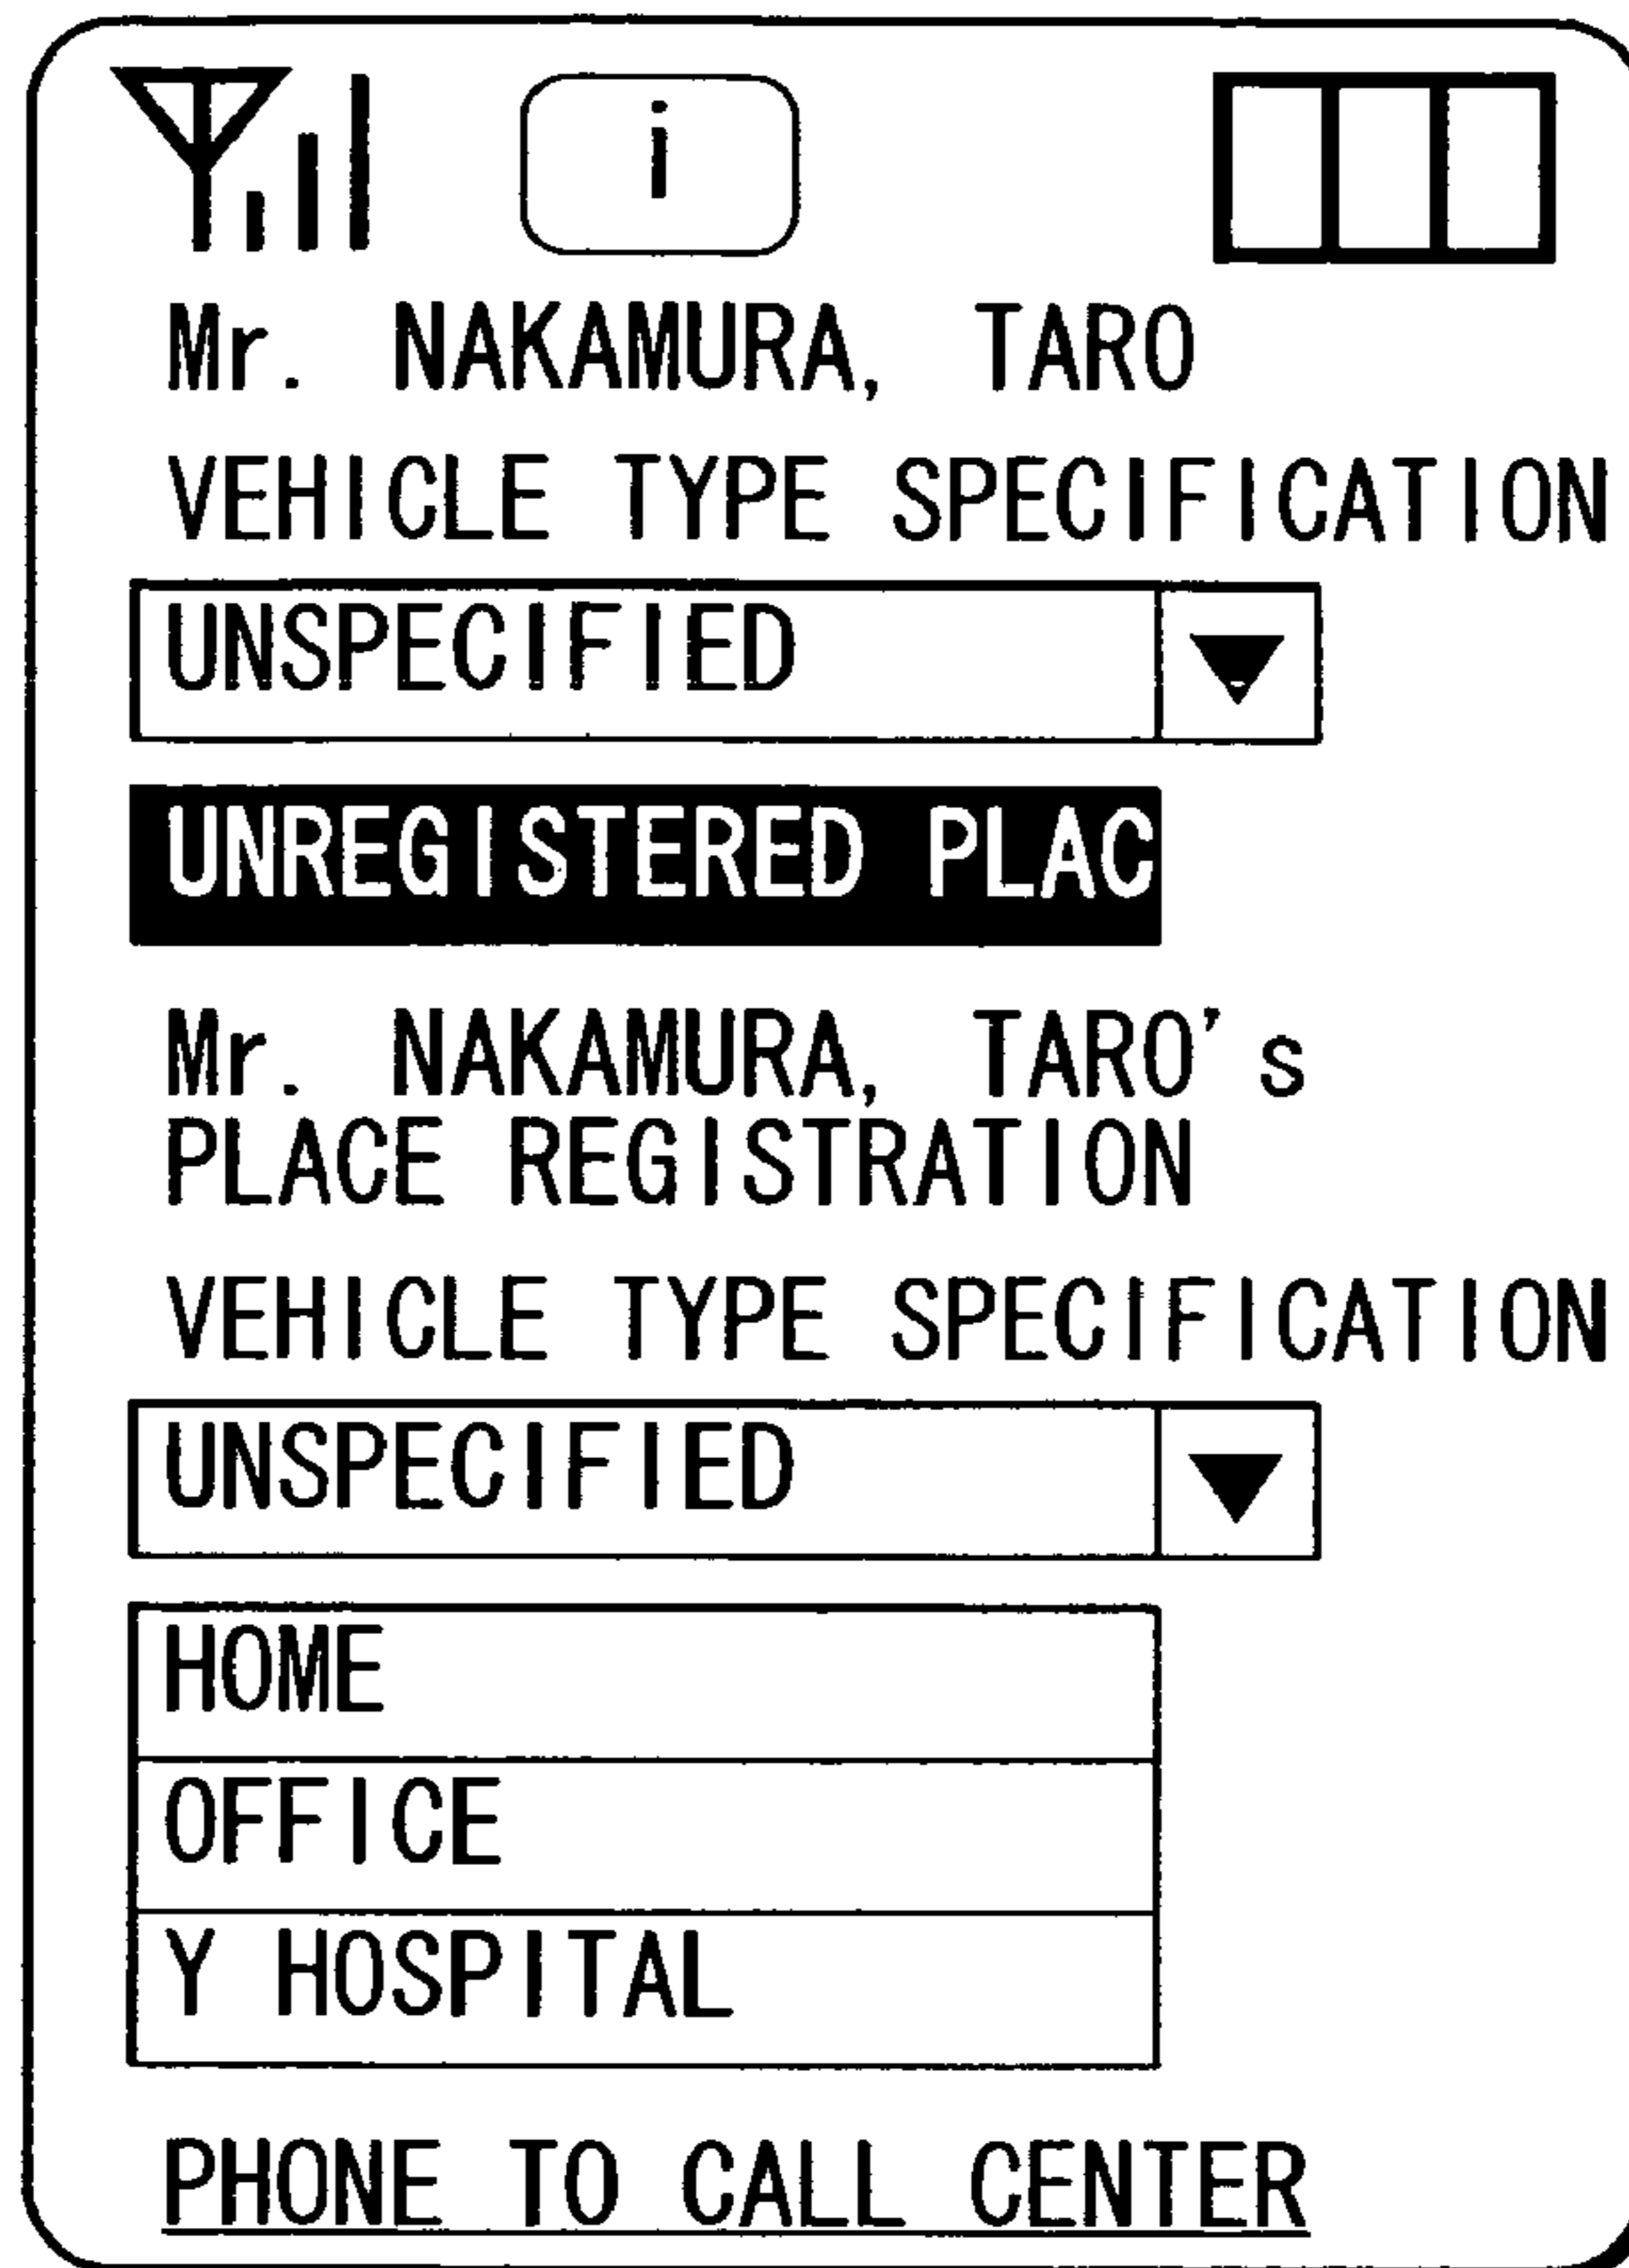 i
Mr. NAKAMURA, TARO
VEHICLE TYPE SPECIFICATION
UNSPECIFIED
UNREGISTERED PLAC
Mr. NAKAMURA, TARO's
PLACE REGISTRATION
VEHICLE TYPE SPECIFICATION
UNSPECIFIED
HOME
OFFICE
Y HOSPITAL
PHONE TO CALL CENTER